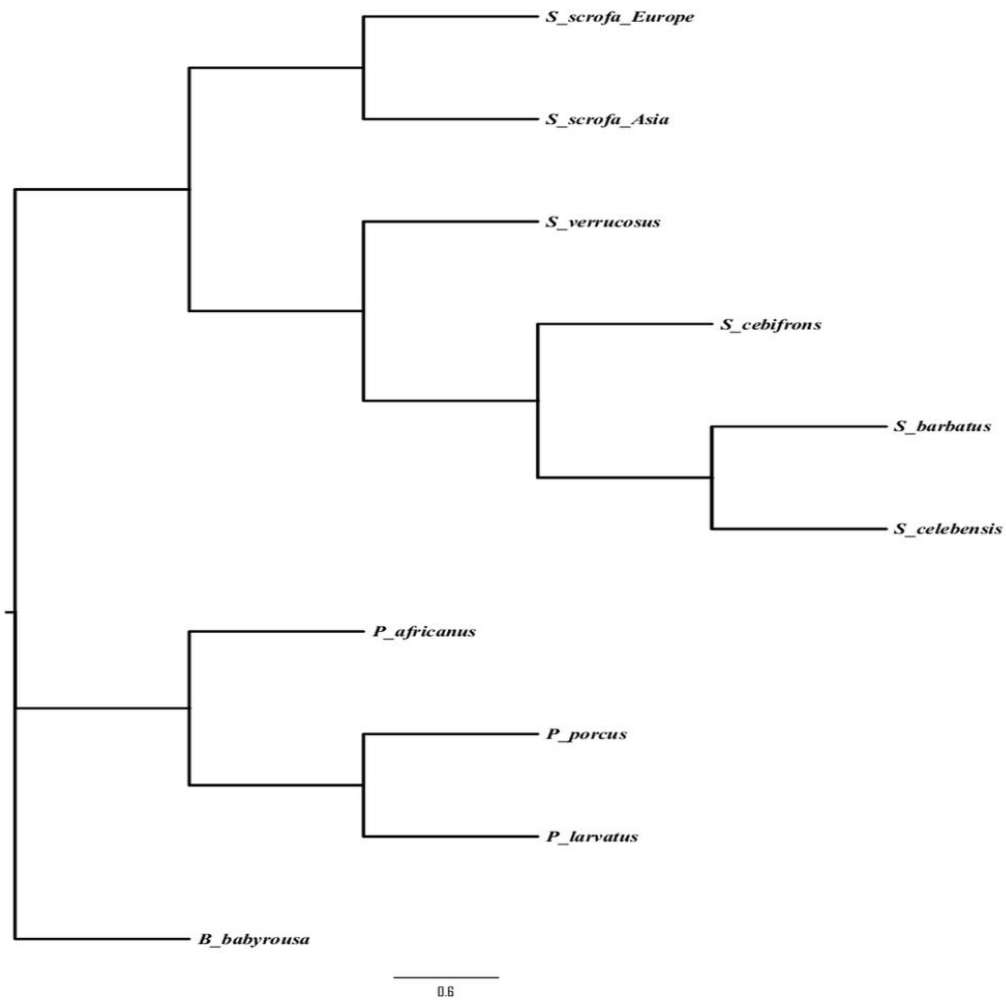 S_scrofa_Europe
S_scrofa_Asia
S_verrucosus
S_cebifrons
S_barbatus
S_celebensis
P_africanus
P_porcus
P_larvatus
B_babyrousa
0.6